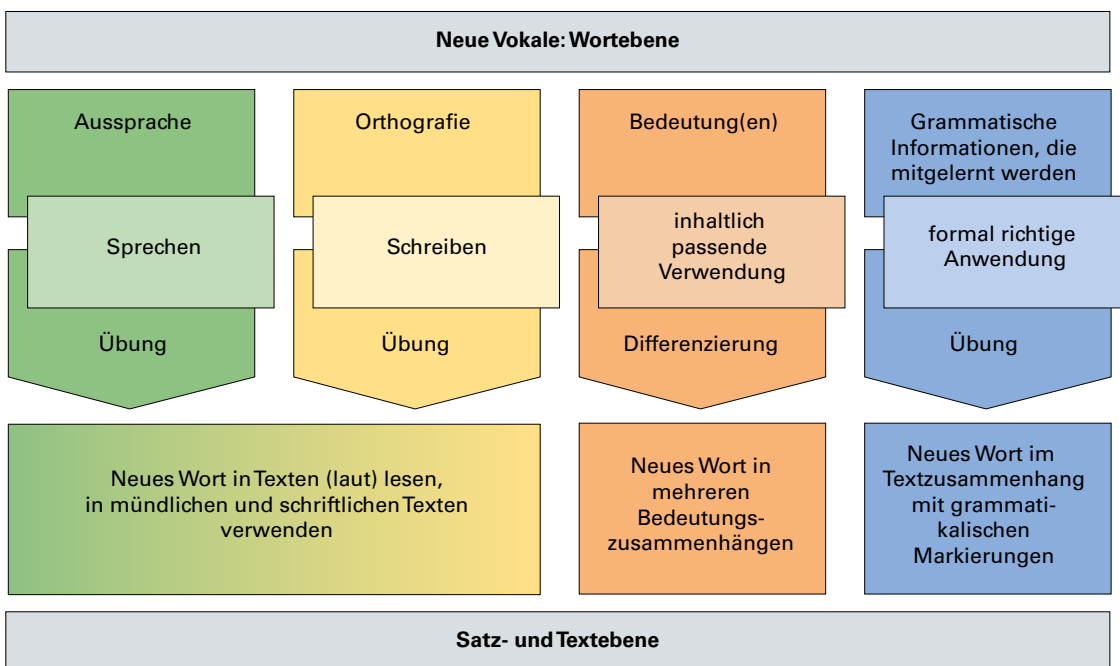 Neue Vokale: Wortebene
Aussprache
Sprechen
Übung
Orthografie
Schreiben
Übung
Bedeutung(en)
inhaltlich
passende
Verwendung
Differenzierung
Grammatische
Informationen, die
mitgelernt werden
formal richtige
Anwendung
Übung
Neues Wort in Texten (laut) lesen,
in mündlichen und schriftlichen Texten
verwenden
Neues Wort in
mehreren
Bedeutungs-
zusammenhängen
Neues Wort im
Textzusammenhang
mit grammati-
kalischen
Markierungen
Satz- und Textebene